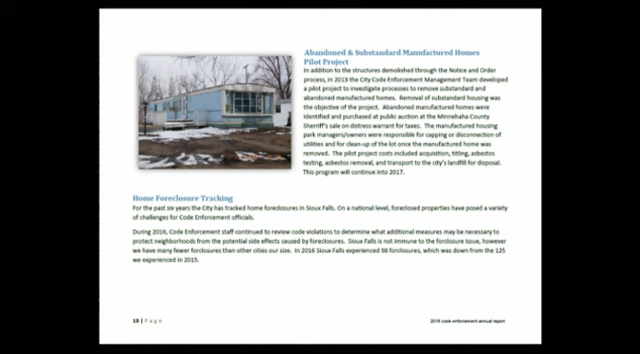 Abandoned & Substandard Manufactured Homes
Pilot Project
In addition to the structures demolished through the Notice and Order
process, in 2013 the City Code Enforcement Management Team developed
a pilot project to investigate processes to remove substandard and
abandoned manufactured homes. Removal of substandard housing was
the objective of the project. Abandoned manufactured homes were
identified and purchased at public auction at the Minnehaha County
Sherriff's sale on distress warrant for taxes. The manufactured housing
park managers/owners were responsible for capping or disconnection of
utilities and for clean-up of the lot once the manufactured home was
removed. The pilot project costs included acquisition, titling, asbestos
testing, asbestos removal, and transport to the city's landfill for disposal.
This program will continue into 2017.
Home Foreclosure Tracking
For the past six years the City has tracked home foreclosures in Sioux Falls. On a national level, foreclosed properties have posed a variety
of challenges for Code Enforcement officials.
During 2016, Code Enforcement staff continued to review code violations to determine what additional measures may be necessary to
protect neighborhoods from the potential side effects caused by foreclosures. Sioux Falls is not immune to the forclosure issue, however
we have many fewer forclosures than other cities our size. In 2016 Sioux Falls experienced 98 forclosures, which was down from the 125
we experienced in 2015.
18 | Page
2016 code enforcement annual report